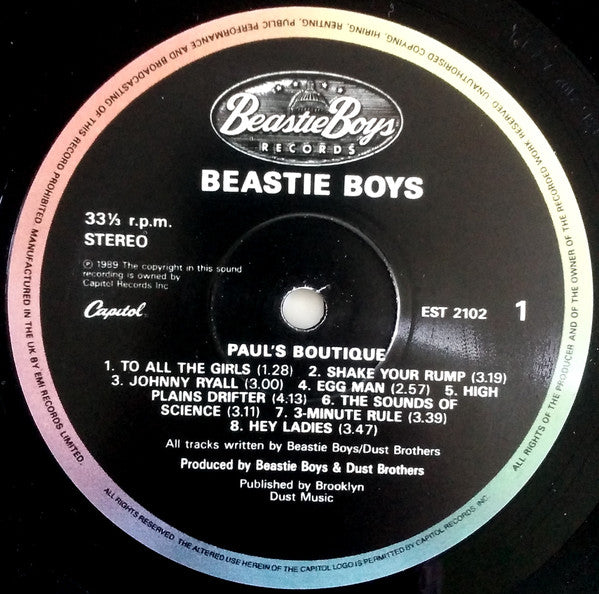 Beastie Boys
RECORDS
BEASTIE BOYS
33⅓ r.p.m.
STEREO
℗ 1989 The copyright in this sound
recording is owned by
Capitol Records Inc
Capitol
EST 2102
1
PAUL'S BOUTIQUE
1. TO ALL THE GIRLS (1.28) 2. SHAKE YOUR RUMP (3.19)
3. JOHNNY RYALL (3.00) 4. EGG MAN (2.57) 5. HIGH
PLAINS DRIFTER (4.13) 6. THE SOUNDS OF
SCIENCE (3.11) 7. 3-MINUTE RULE (3.39)
8. HEY LADIES (3.47)
All tracks written by Beastie Boys/Dust Brothers
Produced by Beastie Boys & Dust Brothers
Published by Brooklyn
Dust Music
ALL RIGHTS OF THE PRODUCER AND OF THE OWNER OF THE RECORDED WORK RESERVED. UNAUTHORISED COPYING, HIRING, RENTING, PUBLIC PERFORMANCE AND BROADCASTING OF THIS RECORD PROHIBITED. MANUFACTURED IN THE UK BY EMI RECORDS LIMITED.
ALL RIGHTS RESERVED. THE ALTERED USE HEREIN OF THE CAPITOL LOGO IS PERMITTED BY CAPITOL RECORDS, INC.